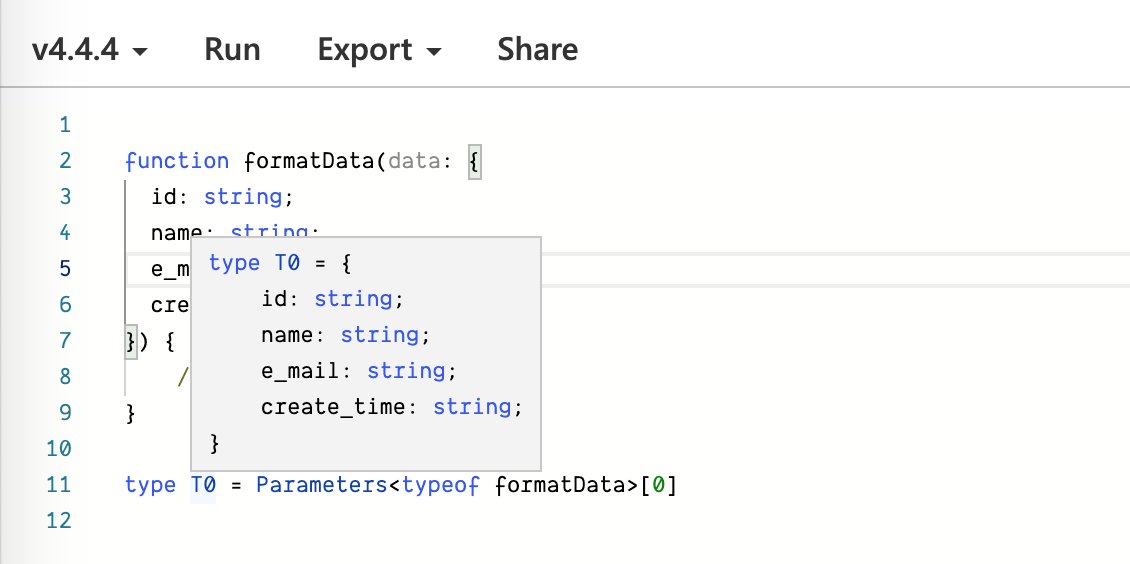 v4.4.4 Run Export Share
1
2 function formatData(data: {
3 id: string;
4 name: string;
5 e_m
6 cre
7 }) {
8 /
9 }
10
11 type T0 = Parameters<typeof formatData>[0]
12
type T0 = {
id: string;
name: string;
e_mail: string;
create_time: string;
}